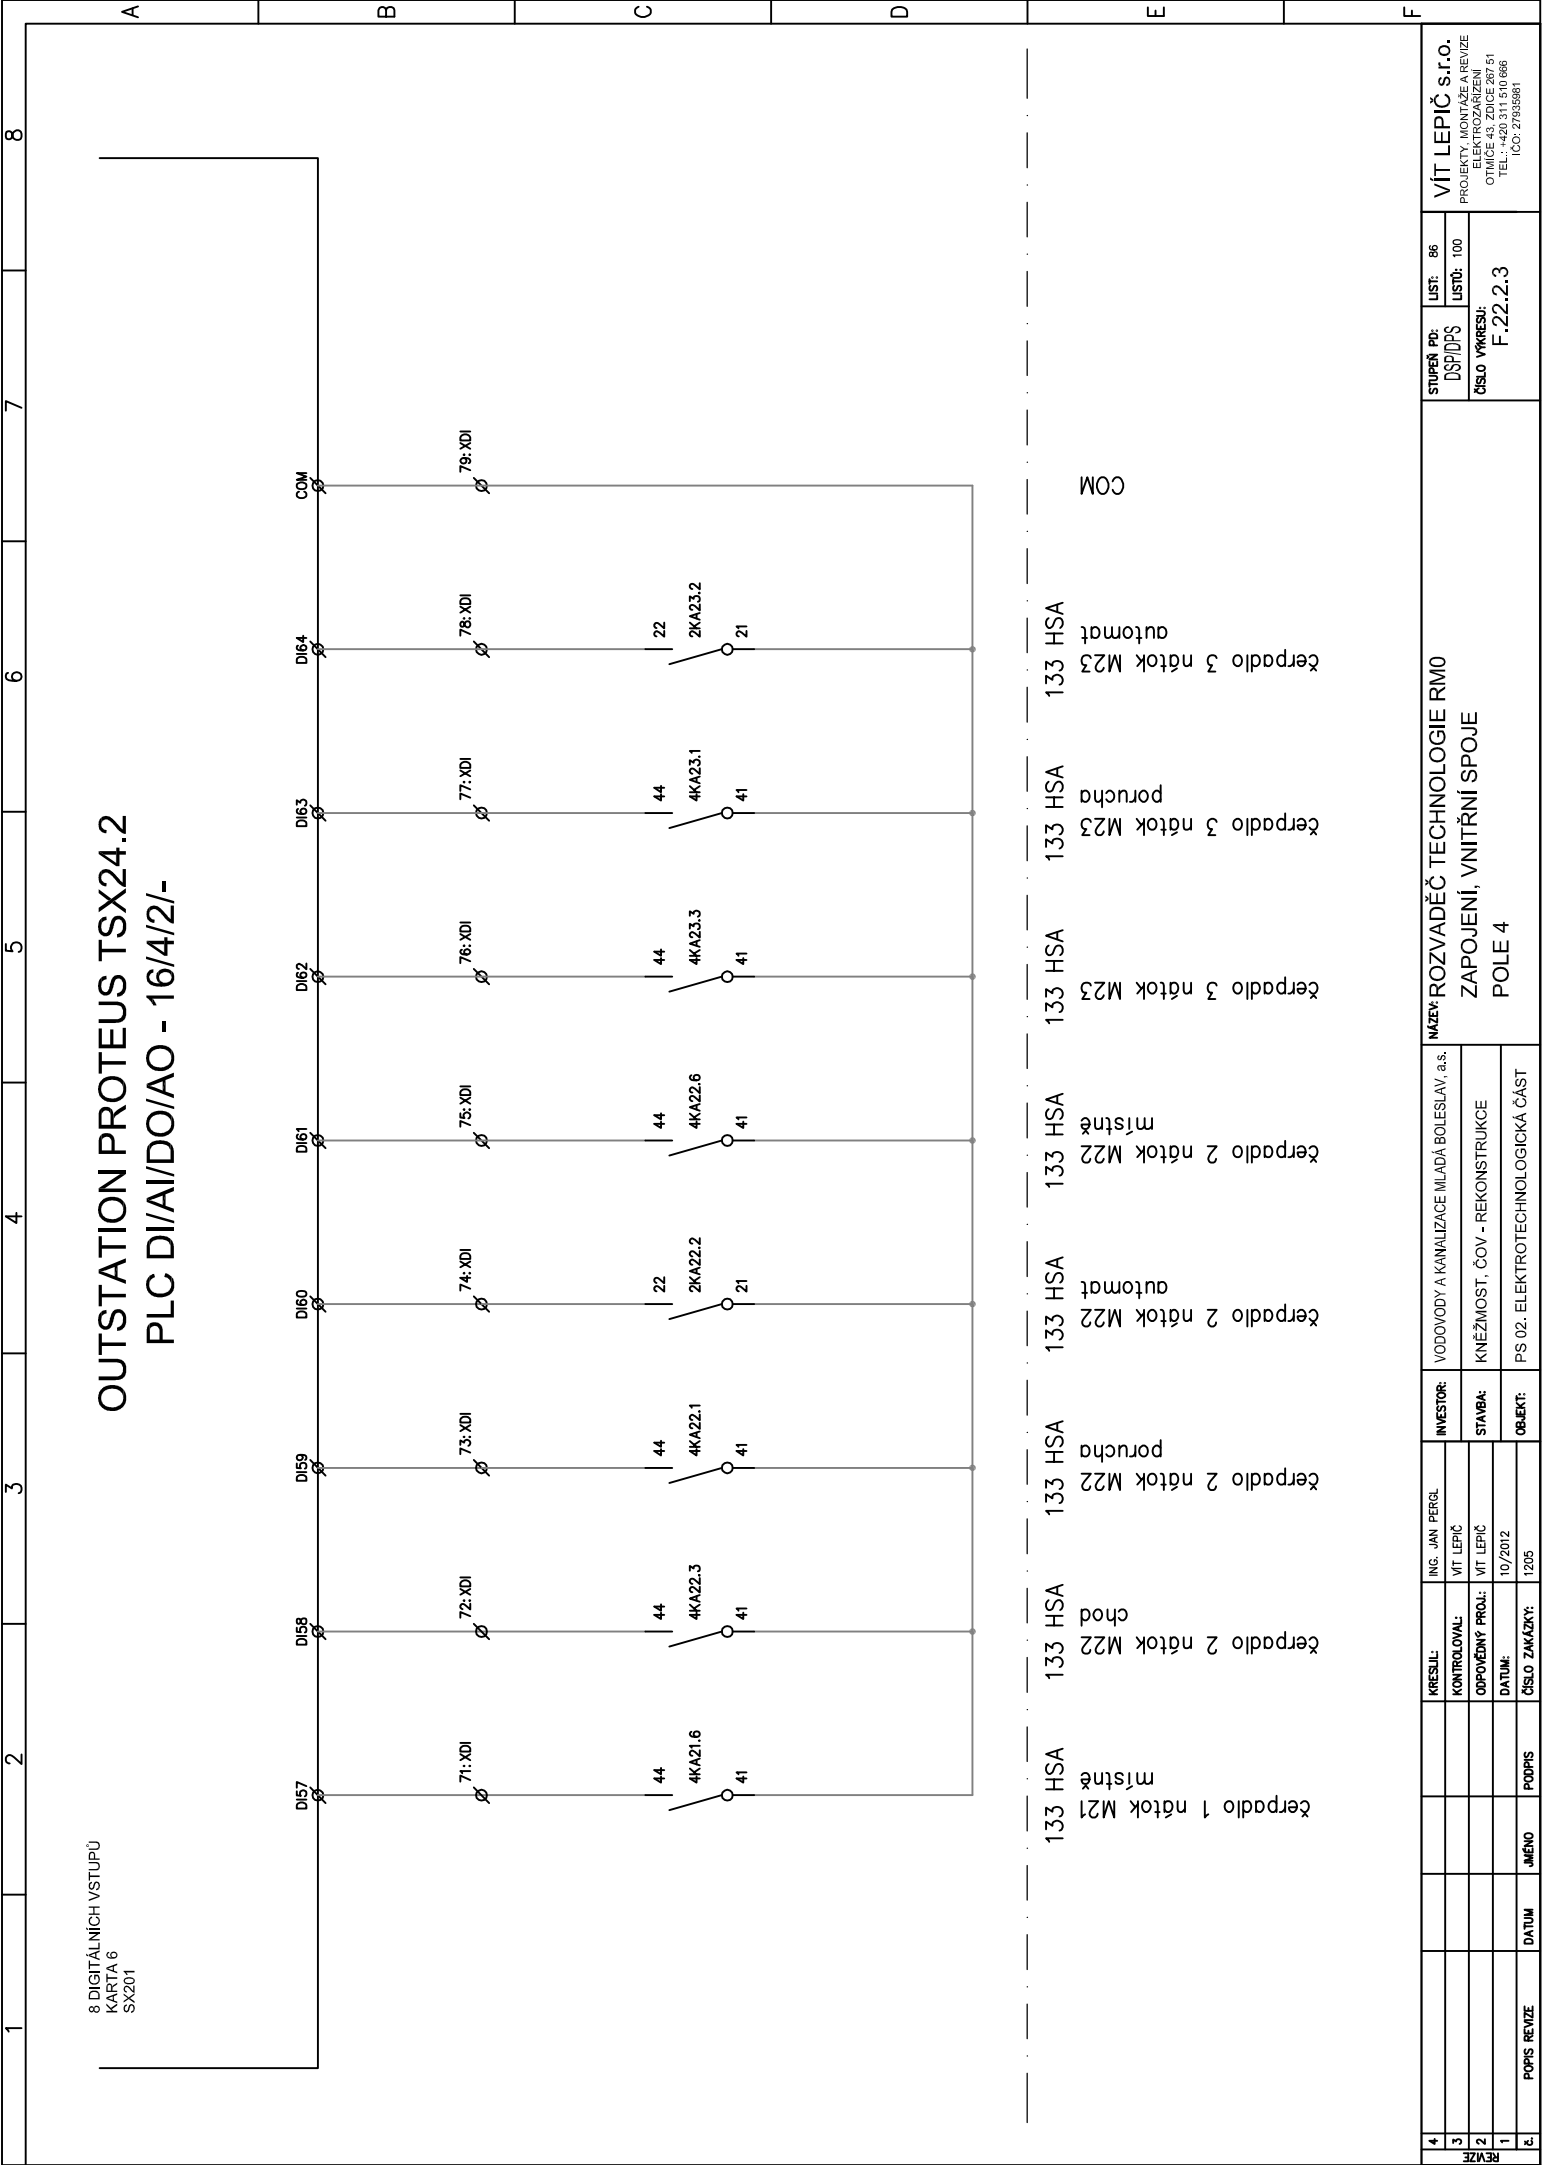 1 2 3 4 5 6 7 8
A
B
C
D
E
F
8 DIGITÁLNÍCH VSTUPŮ
KARTA 6
SX201
OUTSTATION PROTEUS TSX24.2
PLC DI/AI/DO/AO - 16/4/2/-
DI57 DI58 DI59 DI60 DI61 DI62 DI63 DI64 COM
71:XDI 72:XDI 73:XDI 74:XDI 75:XDI 76:XDI 77:XDI 78:XDI 79:XDI
44 44 44 22 44 44 44 22
4KA21.6 4KA22.3 4KA22.1 2KA22.2 4KA22.6 4KA23.3 4KA23.1 2KA23.2
41 41 41 21 41 41 41 21
133 HSA 133 HSA 133 HSA 133 HSA 133 HSA 133 HSA 133 HSA 133 HSA
čerpadlo 1 nátok M21
místně
čerpadlo 2 nátok M22
chod
čerpadlo 2 nátok M22
porucha
čerpadlo 2 nátok M22
automat
čerpadlo 2 nátok M22
místně
čerpadlo 3 nátok M23
čerpadlo 3 nátok M23
porucha
čerpadlo 3 nátok M23
automat
COM
REVIZE
4
3
2
1
č. POPIS REVIZE DATUM JMÉNO PODPIS
KRESLIL: ING. JAN PERGL
KONTROLOVAL: VÍT LEPIČ
ODPOVĚDNÝ PROJ.: VÍT LEPIČ
DATUM: 10/2012
ČÍSLO ZAKÁZKY: 1205
INVESTOR: VODOVODY A KANALIZACE MLADÁ BOLESLAV, a.s.
STAVBA: KNĚŽMOST, ČOV - REKONSTRUKCE
OBJEKT: PS 02. ELEKTROTECHNOLOGICKÁ ČÁST
NÁZEV: ROZVADĚČ TECHNOLOGIE RM0
ZAPOJENÍ, VNITŘNÍ SPOJE
POLE 4
STUPEŇ PD: DSP/DPS
LIST: 86
LISTŮ: 100
ČÍSLO VÝKRESU:
F.22.2.3
VÍT LEPIČ s.r.o.
PROJEKTY, MONTÁŽE A REVIZE
ELEKTROZAŘÍZENÍ
OTMÍČE 43, ZDICE 267 51
TEL.: +420 311 510 666
IČO: 27935981